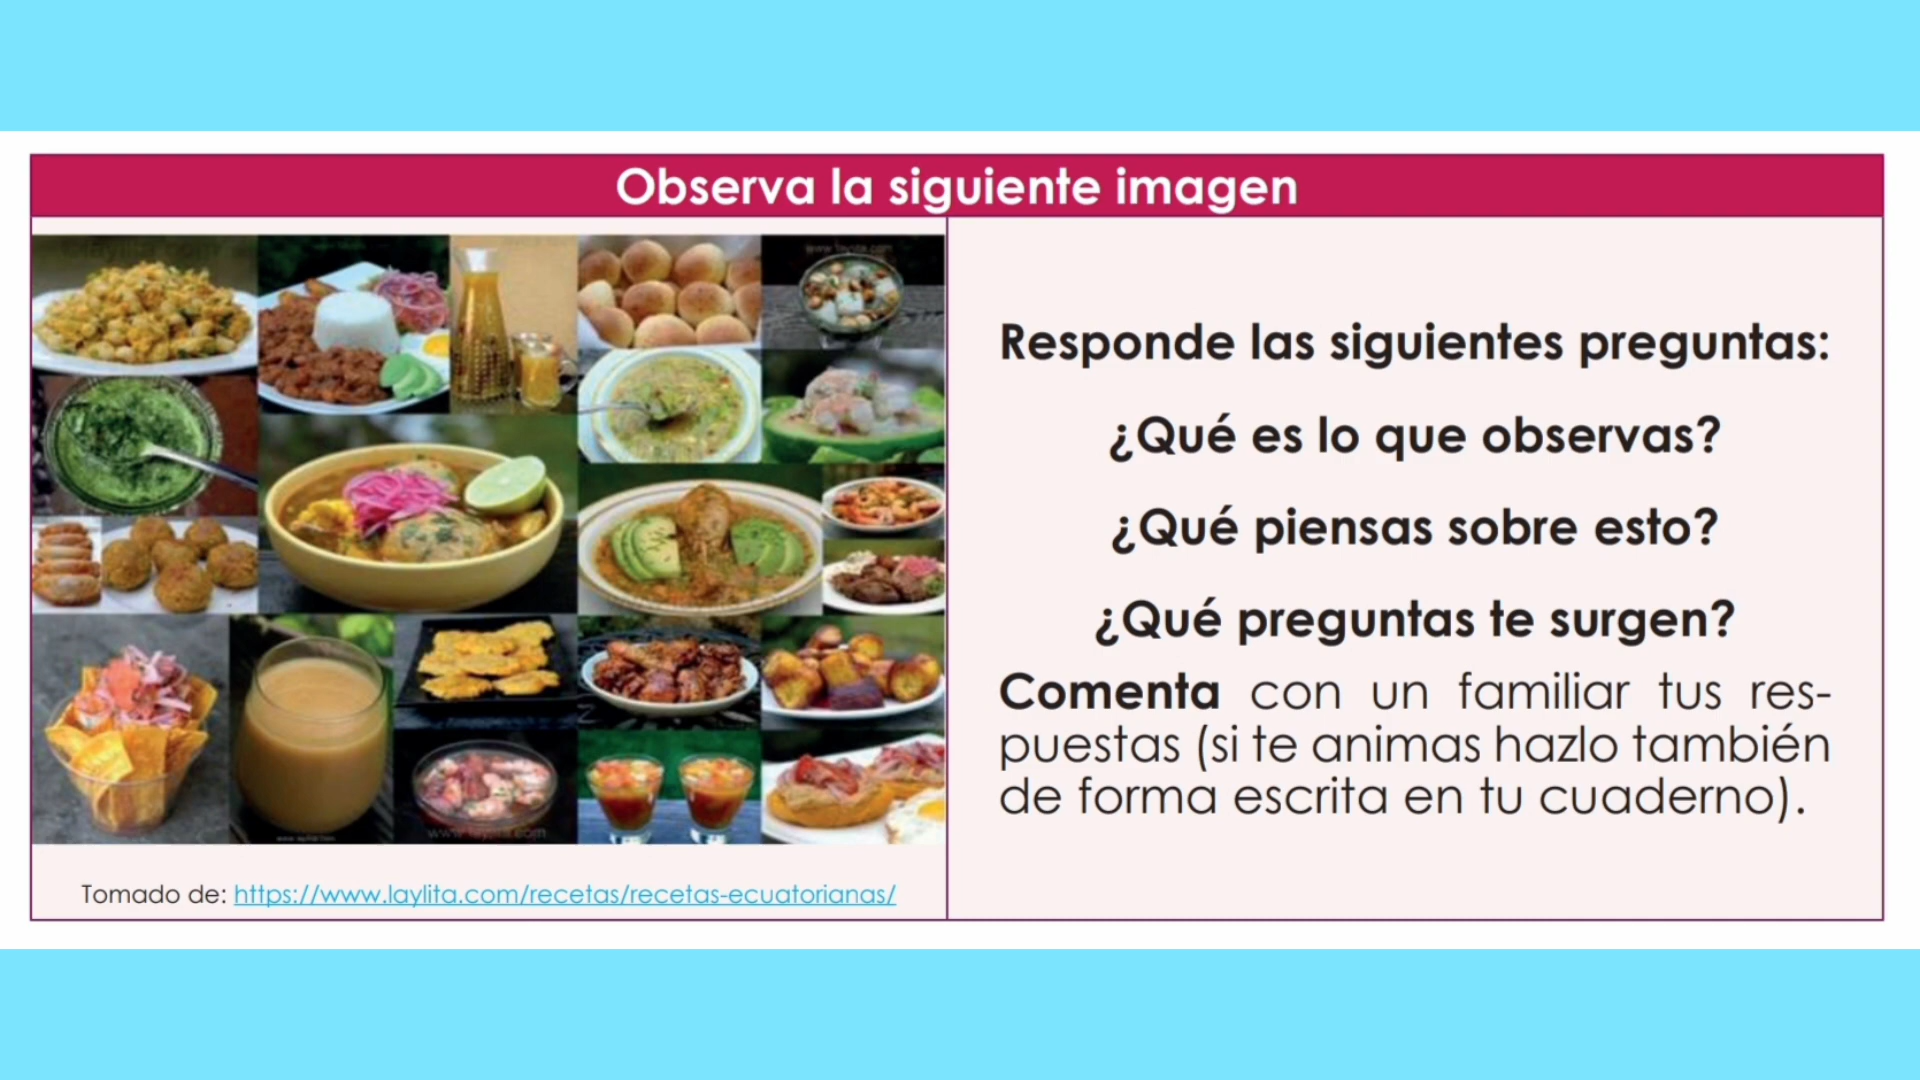 Observa la siguiente imagen
Responde las siguientes preguntas:
¿Qué es lo que observas?
¿Qué piensas sobre esto?
¿Qué preguntas te surgen?
Comenta con un familiar tus res-
puestas (si te animas hazlo también
de forma escrita en tu cuaderno).
Tomado de: https://www.laylita.com/recetas/recetas-ecuatorianas/